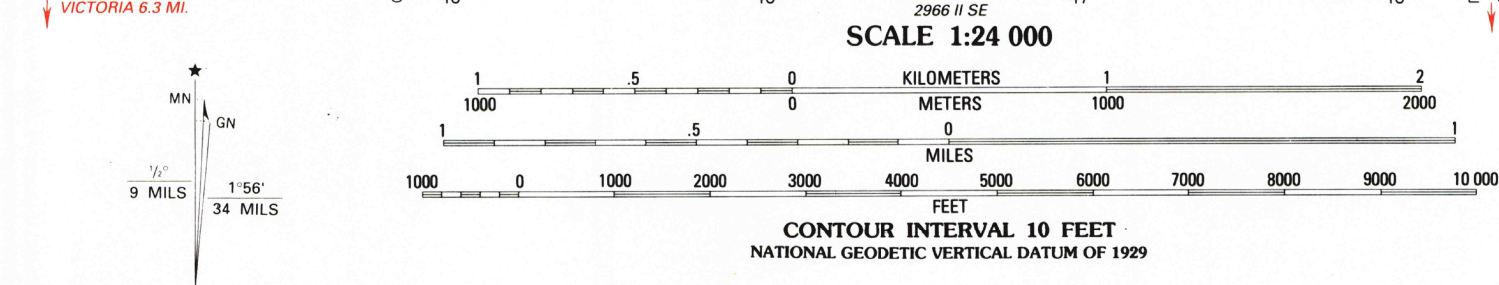 VICTORIA 6.3 MI.
2966 II SE
SCALE 1:24 000
1 .5 0 KILOMETERS 1 2
1000 0 METERS 1000 2000
1 .5 0 1
MILES
1000 0 1000 2000 3000 4000 5000 6000 7000 8000 9000 10 000
FEET
CONTOUR INTERVAL 10 FEET
NATIONAL GEODETIC VERTICAL DATUM OF 1929
★
MN
GN
1/2°
9 MILS
1°56'
34 MILS